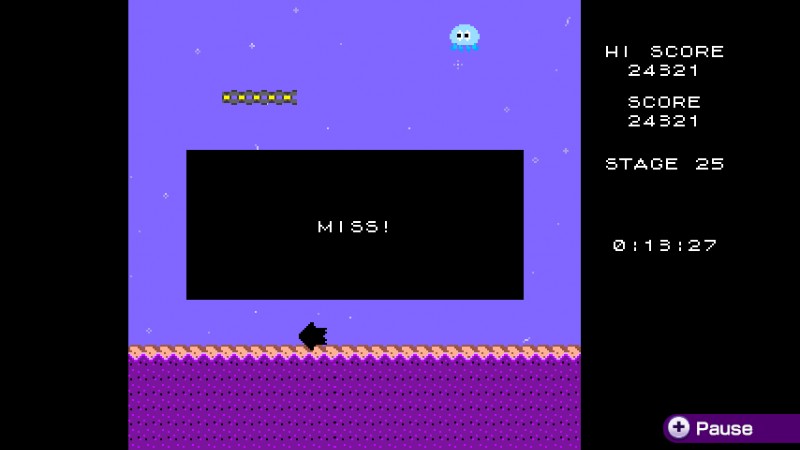 HI SCORE
24321
SCORE
24321
STAGE 25
MISS!
0:13:27
Pause